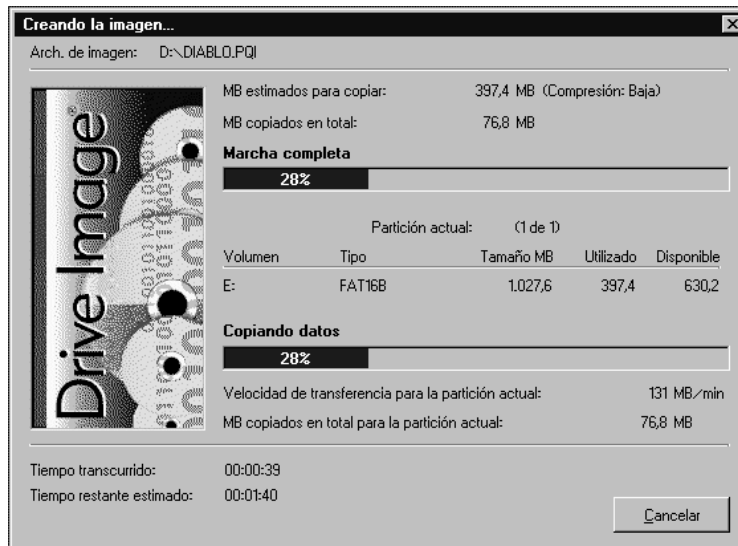 Creando la imagen...
Arch. de imagen: D:\DIABLO.PQI
Drive Image®
MB estimados para copiar: 397,4 MB (Compresión: Baja)
MB copiados en total: 76,8 MB
Marcha completa
28%
Partición actual: (1 de 1)
Volumen Tipo Tamaño MB Utilizado Disponible
E: FAT16B 1.027,6 397,4 630,2
Copiando datos
28%
Velocidad de transferencia para la partición actual: 131 MB/min
MB copiados en total para la partición actual: 76,8 MB
Tiempo transcurrido: 00:00:39
Tiempo restante estimado: 00:01:40
Cancelar